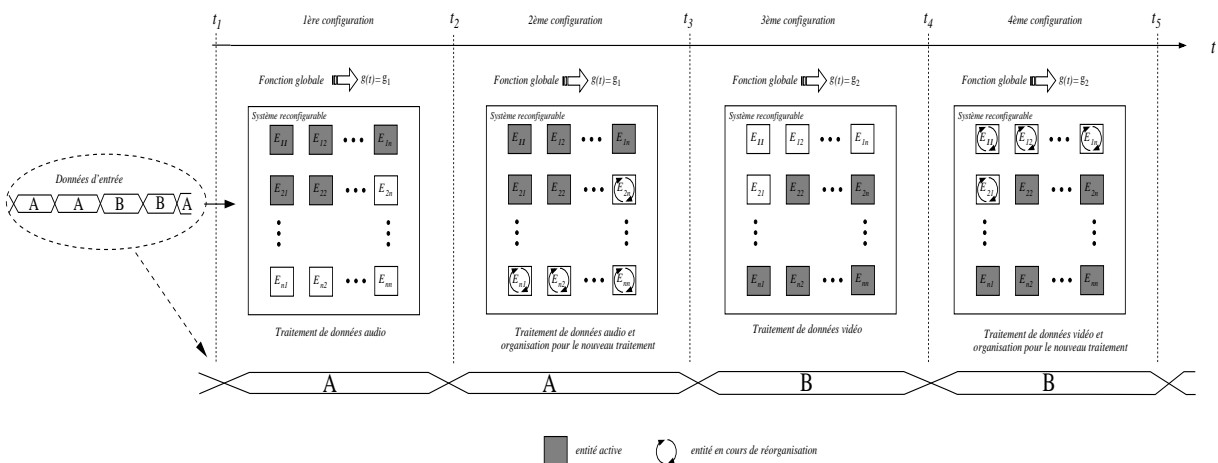 t1 1ère configuration t2 2ème configuration t3 3ème configuration t4 4ème configuration t5
t
Fonction globale g(t)=g1 Fonction globale g(t)=g1 Fonction globale g(t)=g2 Fonction globale g(t)=g2
Système reconfigurable Système reconfigurable Système reconfigurable Système reconfigurable
E11 E12 E1n E11 E12 E1n E11 E12 E1n E11 E12 E1n
Données d'entrée
E21 E22 E2n E21 E22 E2n E21 E22 E2n E21 E22 E2n
A A B B A
En1 En2 Enn En1 En2 Enn En1 En2 Enn En1 En2 Enn
Traitement de données audio
Traitement de données audio et
organisation pour le nouveau traitement
Traitement de données vidéo
Traitement de données vidéo et
organisation pour le nouveau traitement
A A B B
entité active entité en cours de réorganisation